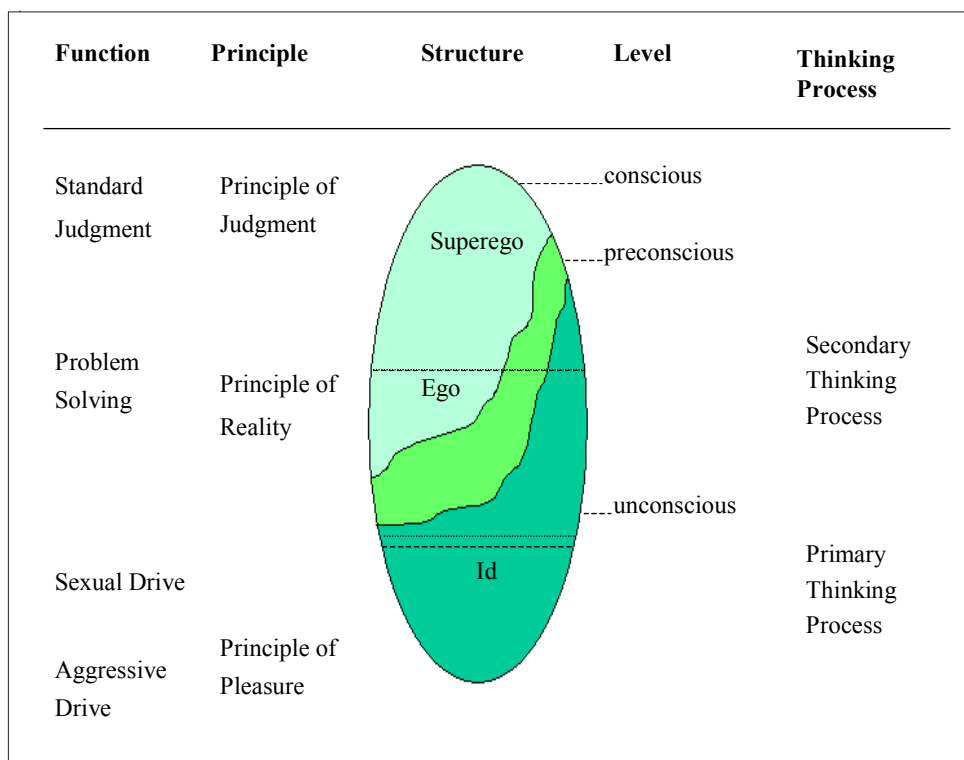 Function Principle Structure Level Thinking
Process
Standard
Judgment
Principle of
Judgment
Superego
conscious
preconscious
Problem
Solving
Principle of
Reality
Ego
Secondary
Thinking
Process
unconscious
Sexual Drive
Aggressive
Drive
Principle of
Pleasure
Id
Primary
Thinking
Process